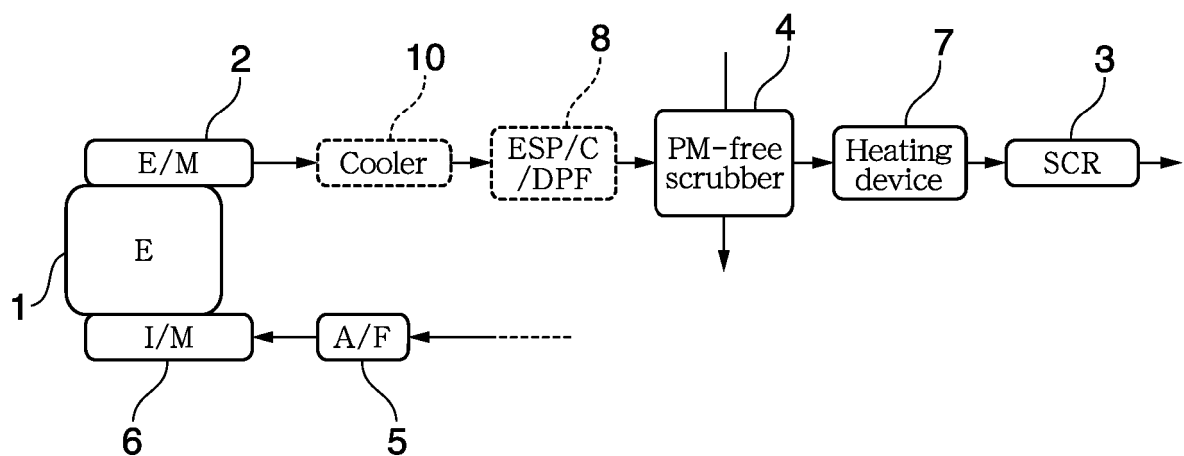 2
10
8
4
7
3
E/M
Cooler
ESP/C
/DPF
PM-free
scrubber
Heating
device
SCR
E
1
I/M
A/F
6
5